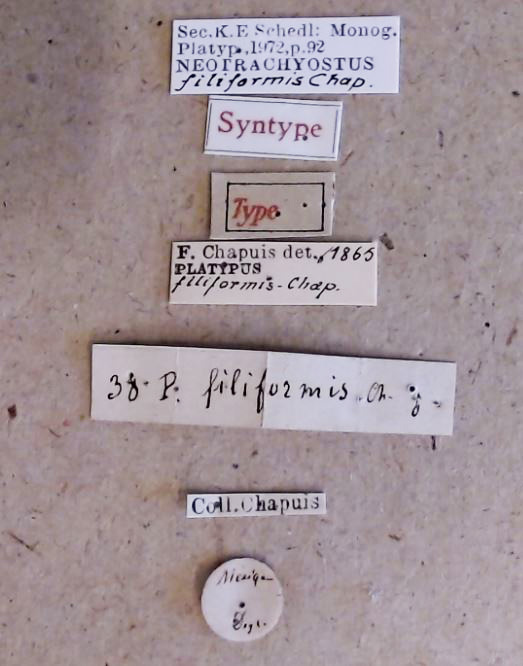 Sec.K.E Schedl: Monog.
Platyp.,1972,p.92
NEOTRACHYOSTUS
filiformis Chap.
Syntype
Type
F. Chapuis det., 1865
PLATYPUS
filiformis-Chap.
38. P. filiformis. Ch.
Coll.Chapuis
Mexique